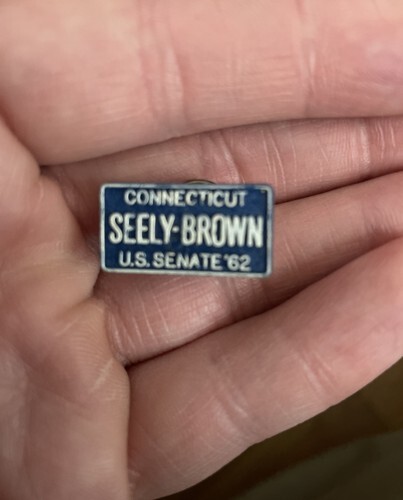 CONNECTICUT
SEELY-BROWN
U.S. SENATE '62